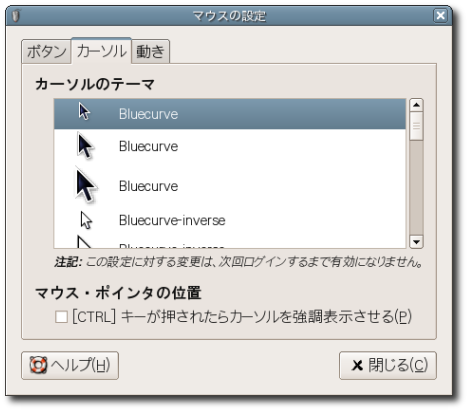 マウスの設定
ボタン カーソル 動き
カーソルのテーマ
Bluecurve
Bluecurve
Bluecurve
Bluecurve-inverse
Bluecurve-inverse
注記: この設定に対する変更は、次回ログインするまで有効になりません。
マウス・ポインタの位置
[CTRL] キーが押されたらカーソルを強調表示させる(P)
ヘルプ(H) 閉じる(C)